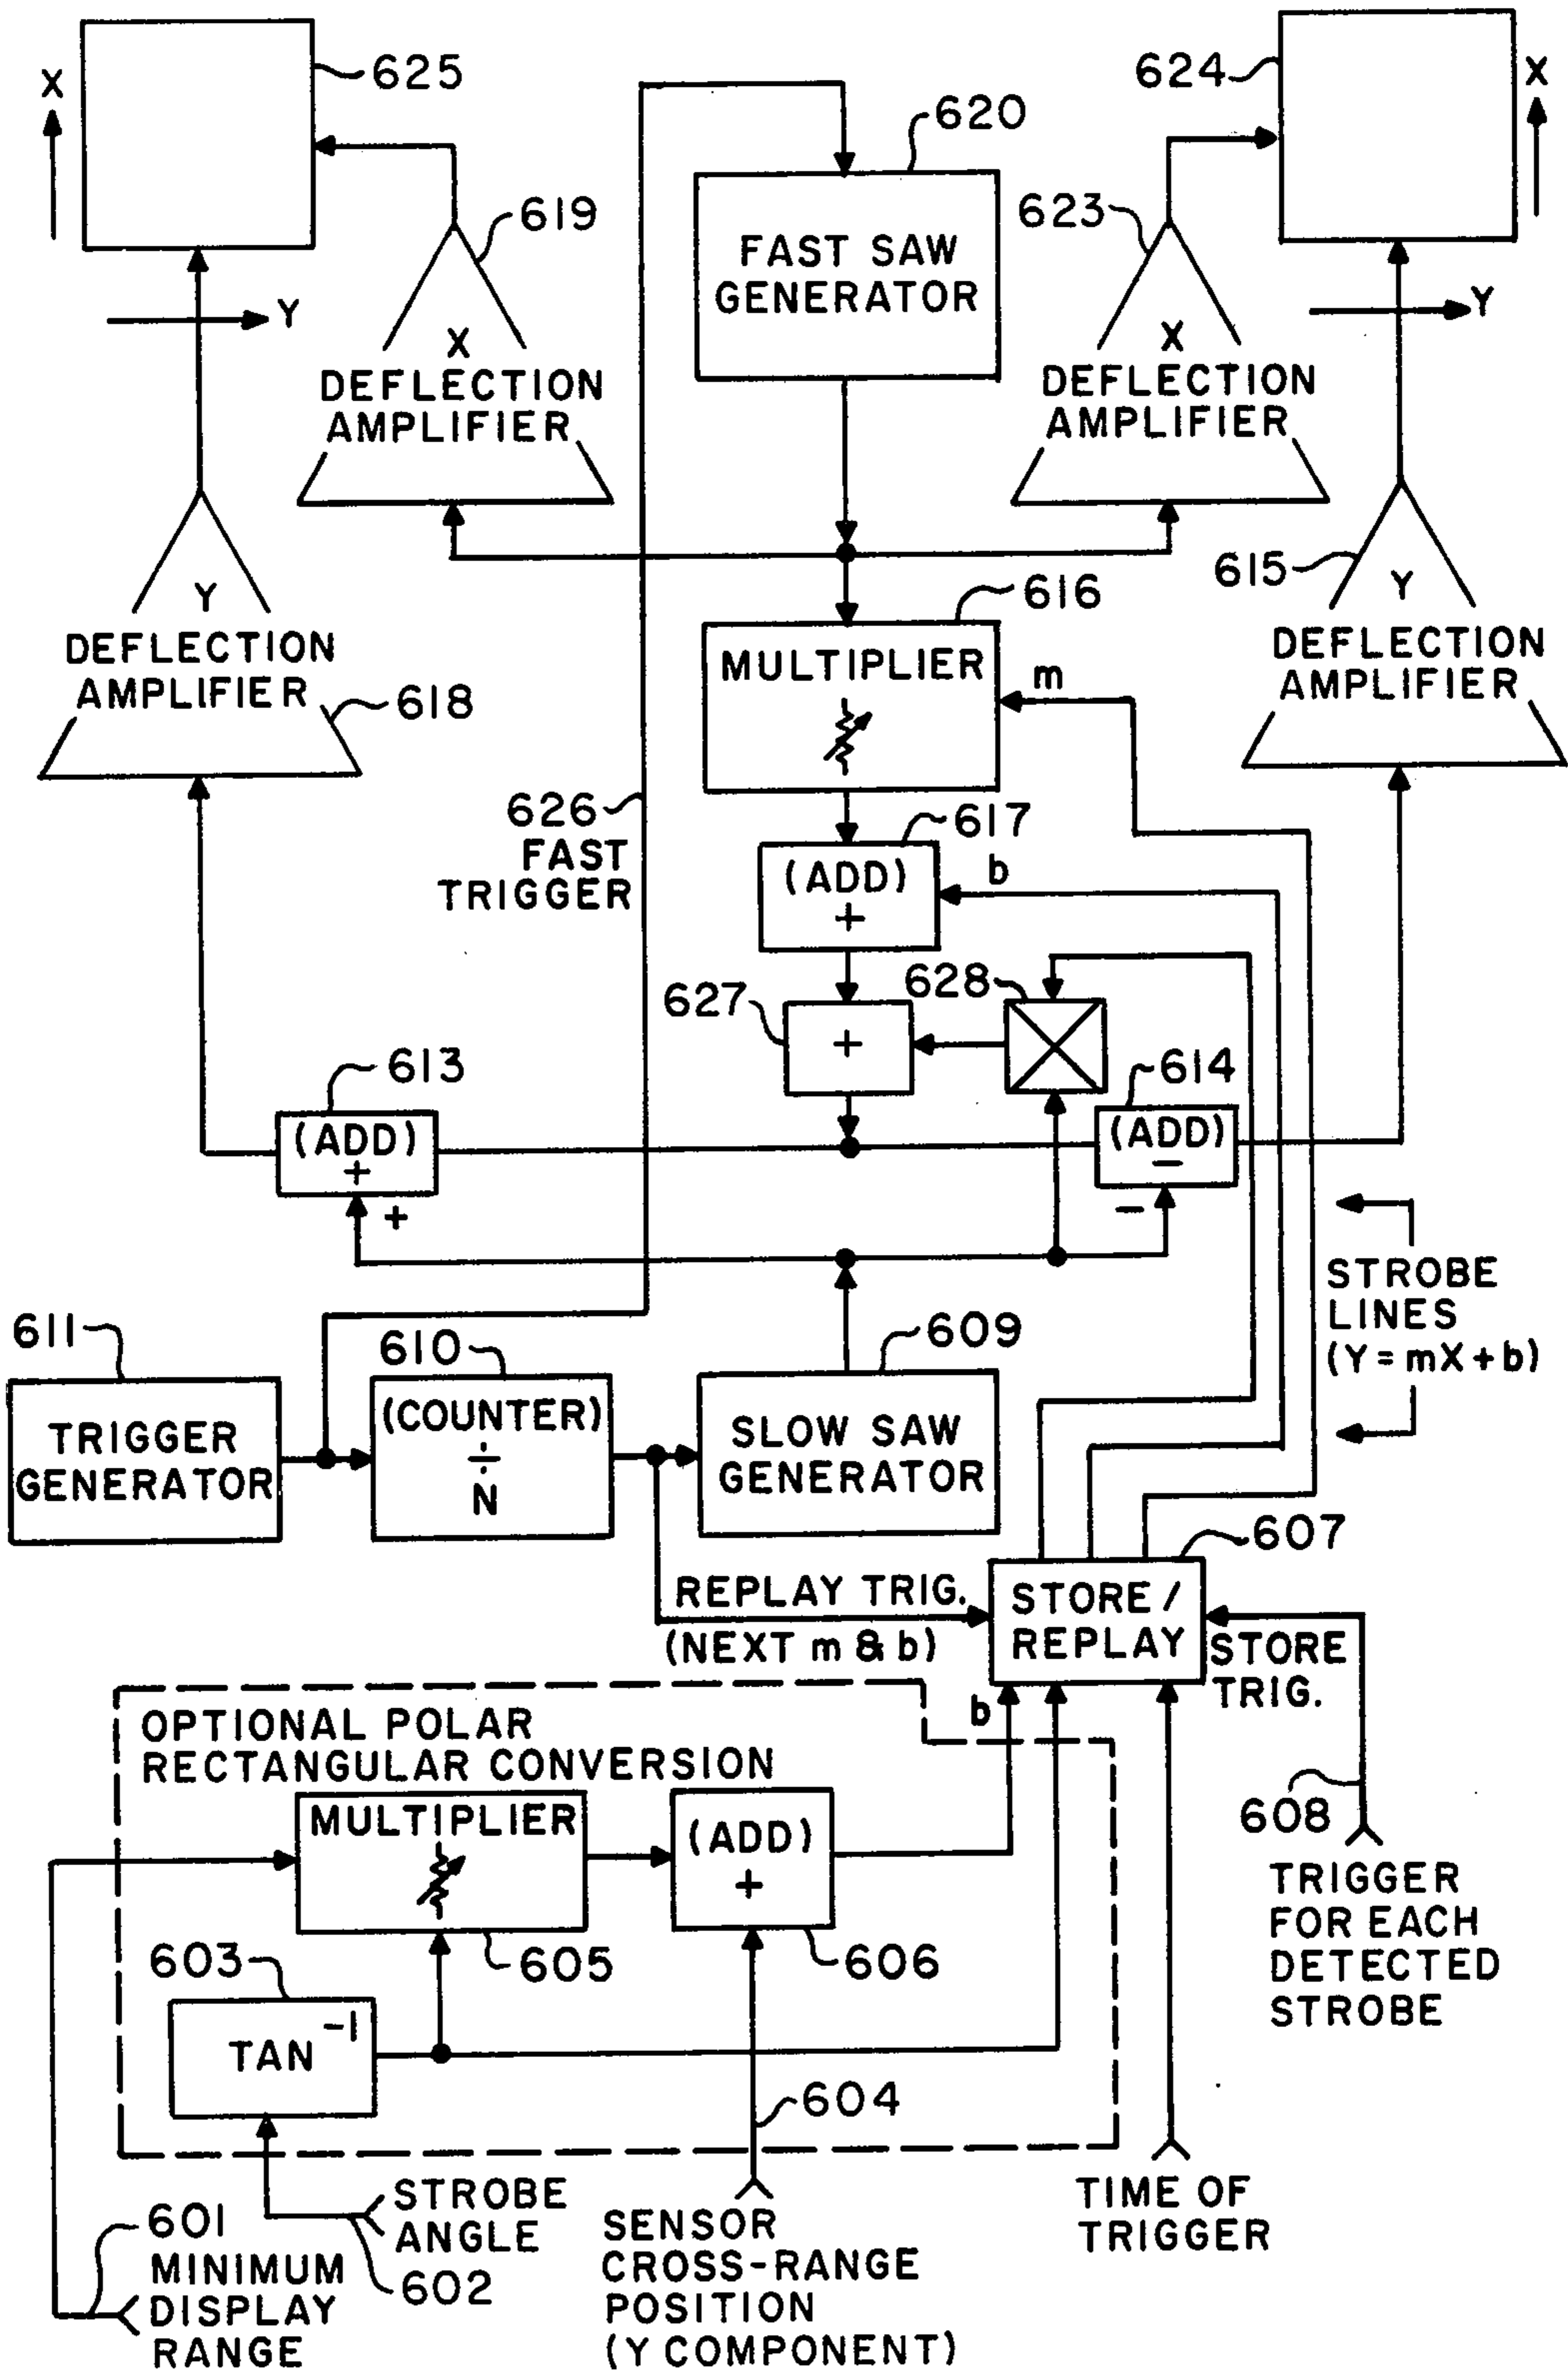 X
625
624
X
620
619
623
FAST SAW
GENERATOR
Y
Y
X
DEFLECTION
AMPLIFIER
X
DEFLECTION
AMPLIFIER
615
616
Y
DEFLECTION
AMPLIFIER
618
MULTIPLIER
m
Y
DEFLECTION
AMPLIFIER
626
FAST
TRIGGER
617
(ADD)
+
b
628
627
+
613
614
(ADD)
+
(ADD)
−
+
−
STROBE
LINES
(Y = mX + b)
611
610
609
TRIGGER
GENERATOR
(COUNTER)
÷
N
SLOW SAW
GENERATOR
607
REPLAY TRIG.
(NEXT m & b)
STORE /
REPLAY
STORE
TRIG.
b
OPTIONAL POLAR
RECTANGULAR CONVERSION
MULTIPLIER
(ADD)
+
608
TRIGGER
FOR EACH
DETECTED
STROBE
603
605
606
TAN -1
604
STROBE
ANGLE
602
601
MINIMUM
DISPLAY
RANGE
SENSOR
CROSS-RANGE
POSITION
(Y COMPONENT)
TIME OF
TRIGGER